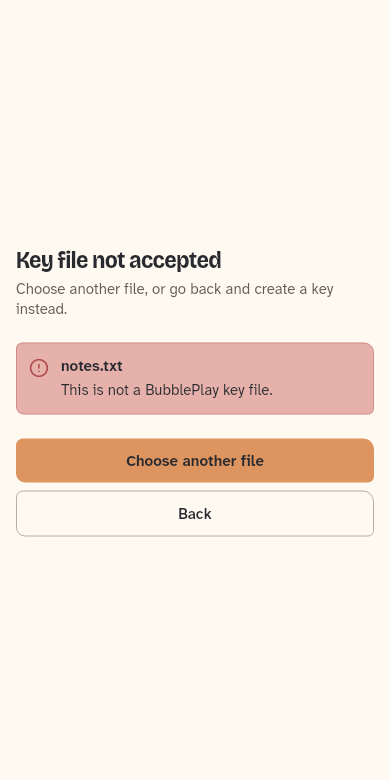 Key file not accepted
Choose another file, or go back and create a key
instead.
notes.txt
This is not a BubblePlay key file.
Choose another file
Back